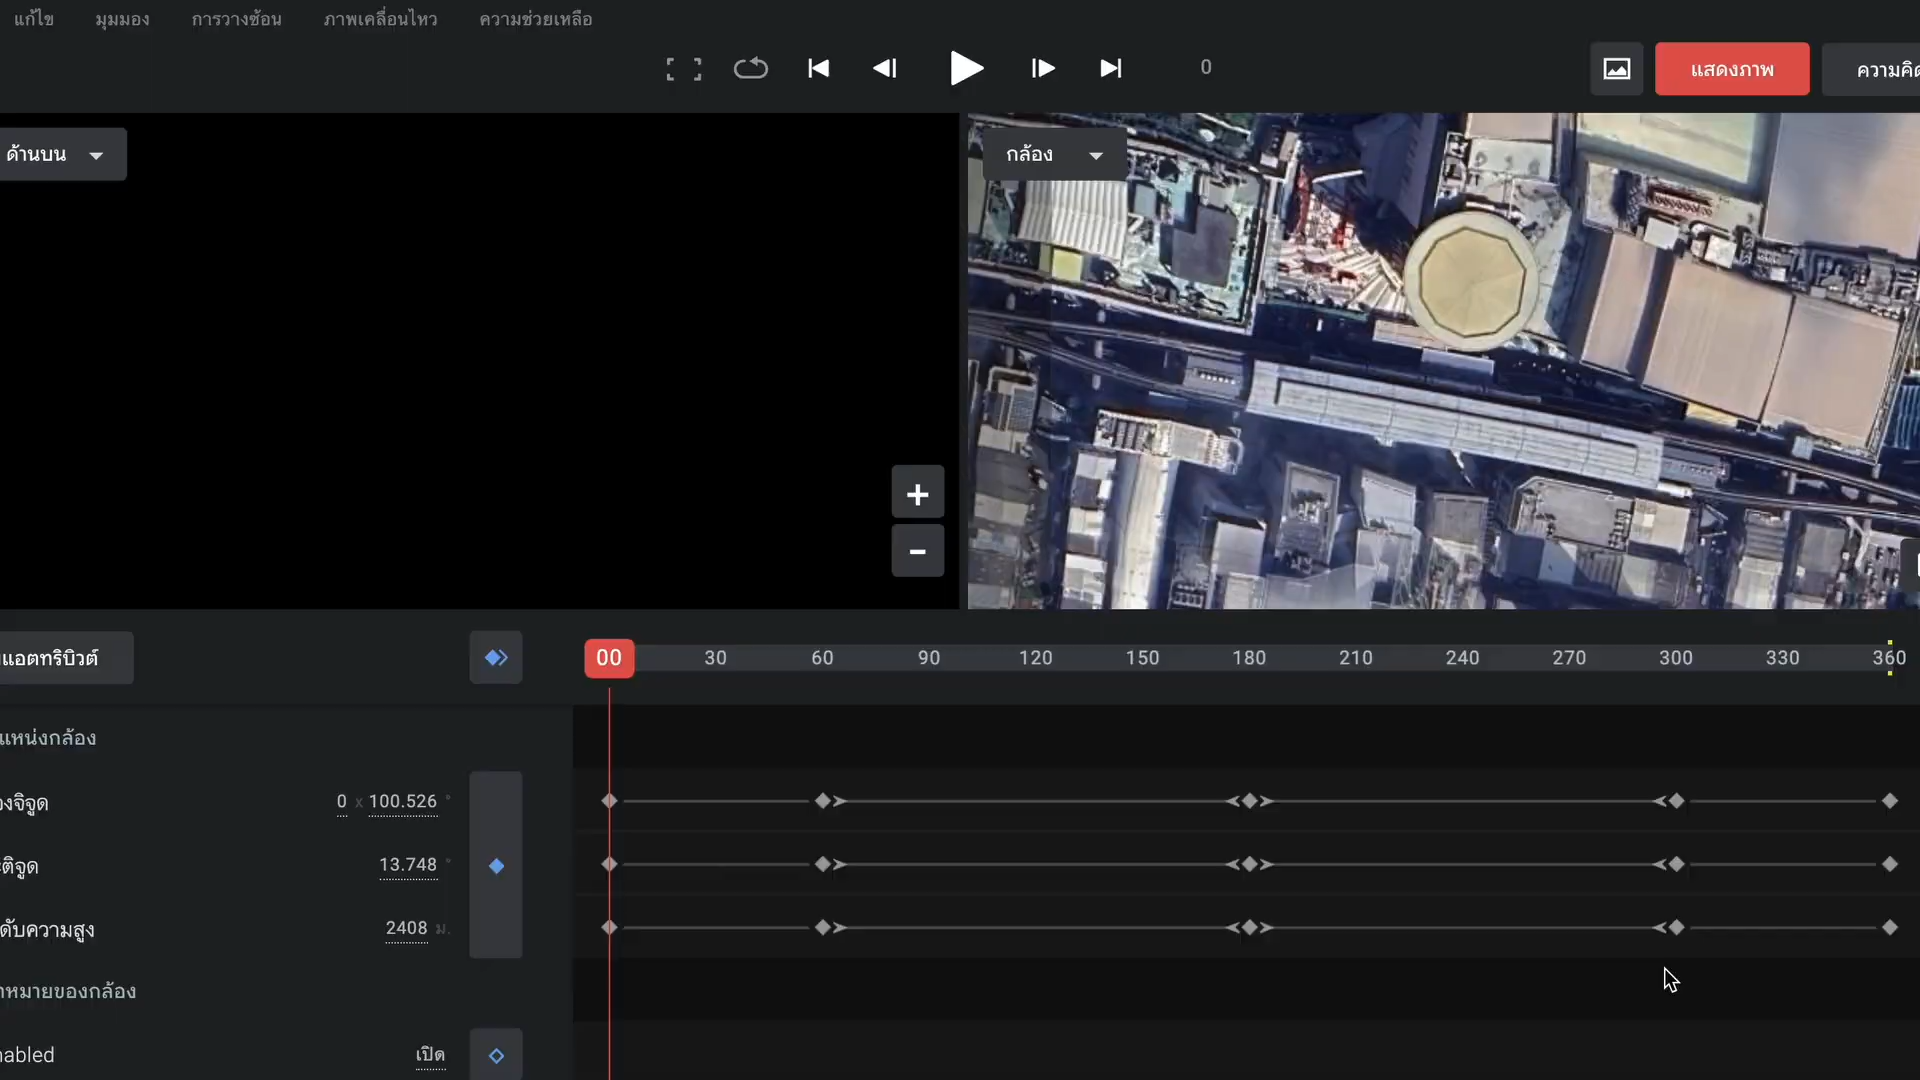 แก้ไข มุมมอง การวางซ้อน ภาพเคลื่อนไหว ความช่วยเหลือ
0 แสดงภาพ ความคิด
ด้านบน กล้อง
+
-
แอตทริบิวต์ 00 30 60 90 120 150 180 210 240 270 300 330 360
แหน่งกล้อง
องจิจูด 0 x 100.526 °
ะติจูด 13.748 °
ดับความสูง 2408 ม.
าหมายของกล้อง
nabled เปิด